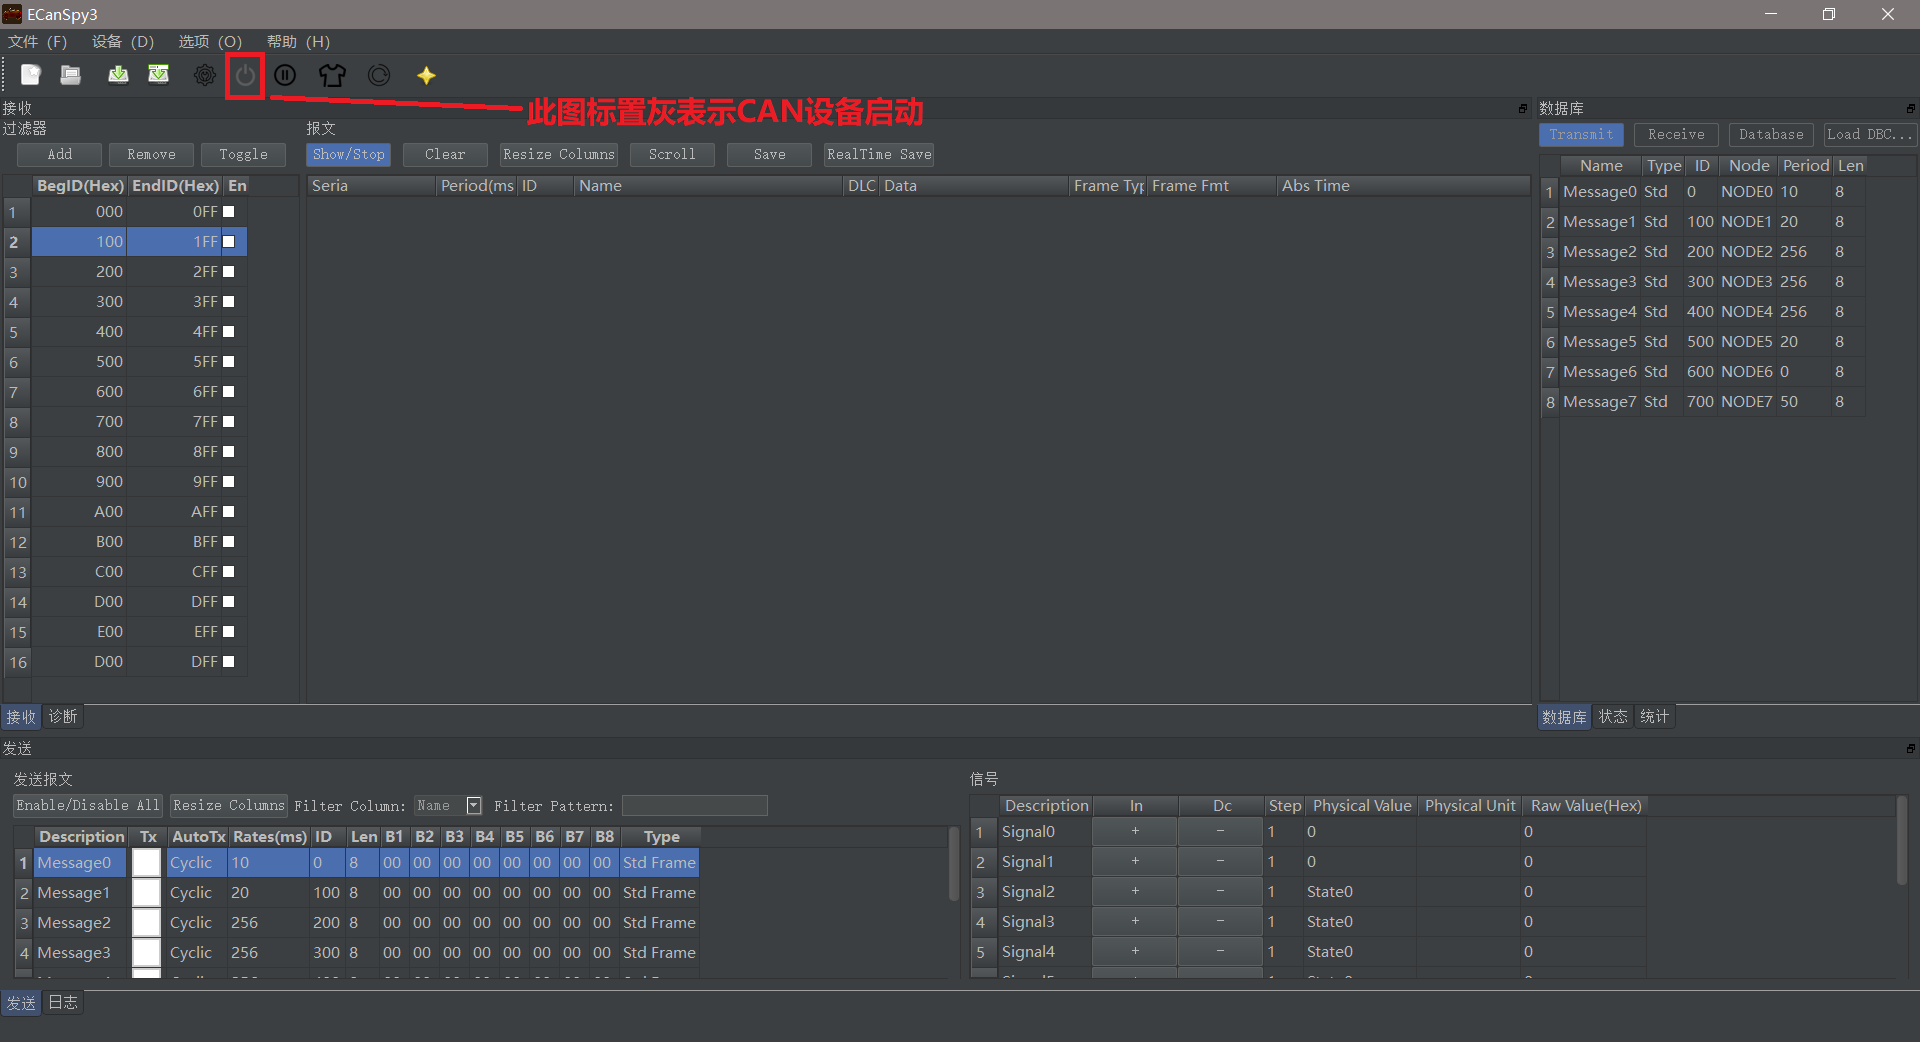 ECanSpy3
文件 (F) 设备 (D) 选项 (O) 帮助 (H)
此图标置灰表示CAN设备启动
接收
过滤器
Add Remove Toggle
BegID(Hex) EndID(Hex) En
1 000 0FF
2 100 1FF
3 200 2FF
4 300 3FF
5 400 4FF
6 500 5FF
7 600 6FF
8 700 7FF
9 800 8FF
10 900 9FF
11 A00 AFF
12 B00 BFF
13 C00 CFF
14 D00 DFF
15 E00 EFF
16 D00 DFF
报文
Show/Stop Clear Resize Columns Scroll Save RealTime Save
Seria Period(ms ID Name DLC Data Frame Typ Frame Fmt Abs Time
接收 诊断
数据库
Transmit Receive Database Load DBC...
Name Type ID Node Period Len
1 Message0 Std 0 NODE0 10 8
2 Message1 Std 100 NODE1 20 8
3 Message2 Std 200 NODE2 256 8
4 Message3 Std 300 NODE3 256 8
5 Message4 Std 400 NODE4 256 8
6 Message5 Std 500 NODE5 20 8
7 Message6 Std 600 NODE6 0 8
8 Message7 Std 700 NODE7 50 8
数据库 状态 统计
发送
发送报文
Enable/Disable All Resize Columns Filter Column: Name Filter Pattern:
Description Tx AutoTx Rates(ms) ID Len B1 B2 B3 B4 B5 B6 B7 B8 Type
1 Message0 Cyclic 10 0 8 00 00 00 00 00 00 00 00 Std Frame
2 Message1 Cyclic 20 100 8 00 00 00 00 00 00 00 00 Std Frame
3 Message2 Cyclic 256 200 8 00 00 00 00 00 00 00 00 Std Frame
4 Message3 Cyclic 256 300 8 00 00 00 00 00 00 00 00 Std Frame
信号
Description In Dc Step Physical Value Physical Unit Raw Value(Hex)
1 Signal0 + - 1 0 0
2 Signal1 + - 1 0 0
3 Signal2 + - 1 State0 0
4 Signal3 + - 1 State0 0
5 Signal4 + - 1 State0 0
发送 日志